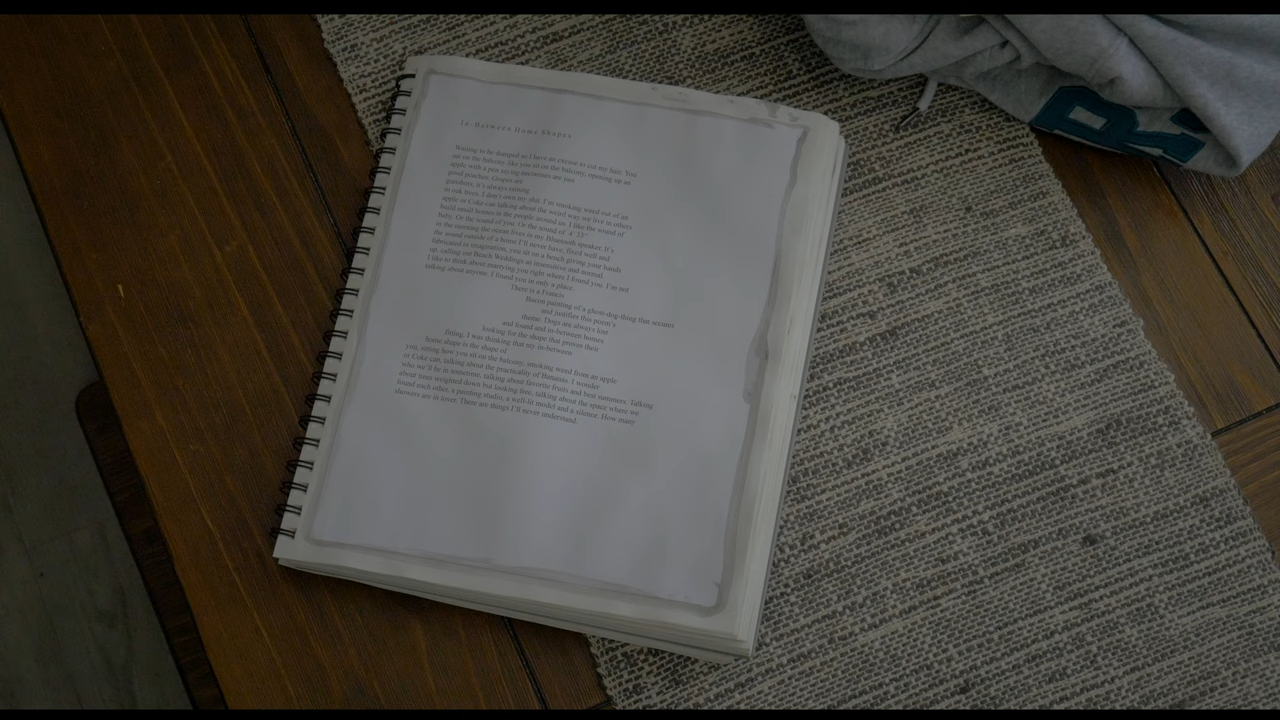 In-Between Home Shapes
Waiting to be dumped so I have an excuse to cut my hair. You
sit on the balcony like you sit on the balcony, opening up an
apple with a pen saying nectarines are just
good peaches. Grapes are
gunshots, it's always raining
in oak trees. I don't own my shit. I'm smoking weed out of an
apple or Coke can talking about the weird way we live in others
build small homes in the people around us. I like the sound of
baby. Or the sound of you. Or the sound of 4' 33"
in the morning the ocean lives in my Bluetooth speaker. It's
the sound outside of a home I'll never have, fixed well and
fabricated in imagination, you sit on a bench giving your hands
up, calling out Beach Weddings as insensitive and normal.
I like to think about marrying you right where I found you. I'm not
talking about anyone. I found you in only a place.
There is a Francis
Bacon painting of a ghost-dog-thing that
and justifies this poem's
theme. Dogs are always lost
and found and in-between homes
looking for the shape that proves their
fitting. I was thinking that my in-between
home shape is the shape of
you, sitting how you sit on the balcony, smoking weed from an apple
or Coke can, talking about the practicality of Bananas. I wonder
who we'll be in sometime, talking about favorite fruits and best summers. Talking
about trees weighted down but looking free, talking about the space where we
found each other, a painting studio, a well-lit model and a silence. How many
showers are in love. There are things I'll never understand.
R